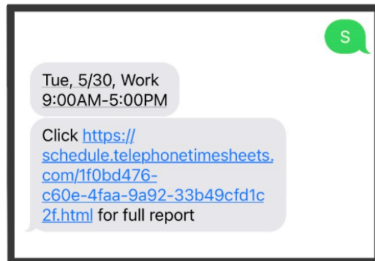 S
Tue, 5/30, Work
9:00AM-5:00PM
Click https://
schedule.telephonetimesheets.
com/1f0bd476-
c60e-4faa-9a92-33b49cfd1c
2f.html for full report